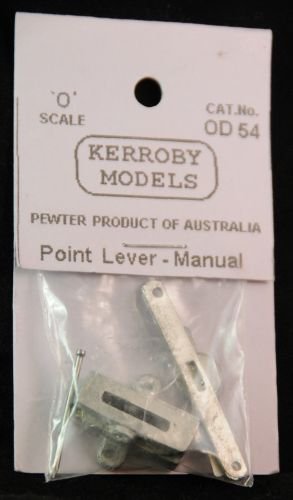 'O'
SCALE
CAT.No.
OD 54
KERROBY
MODELS
PEWTER PRODUCT OF AUSTRALIA
Point Lever - Manual